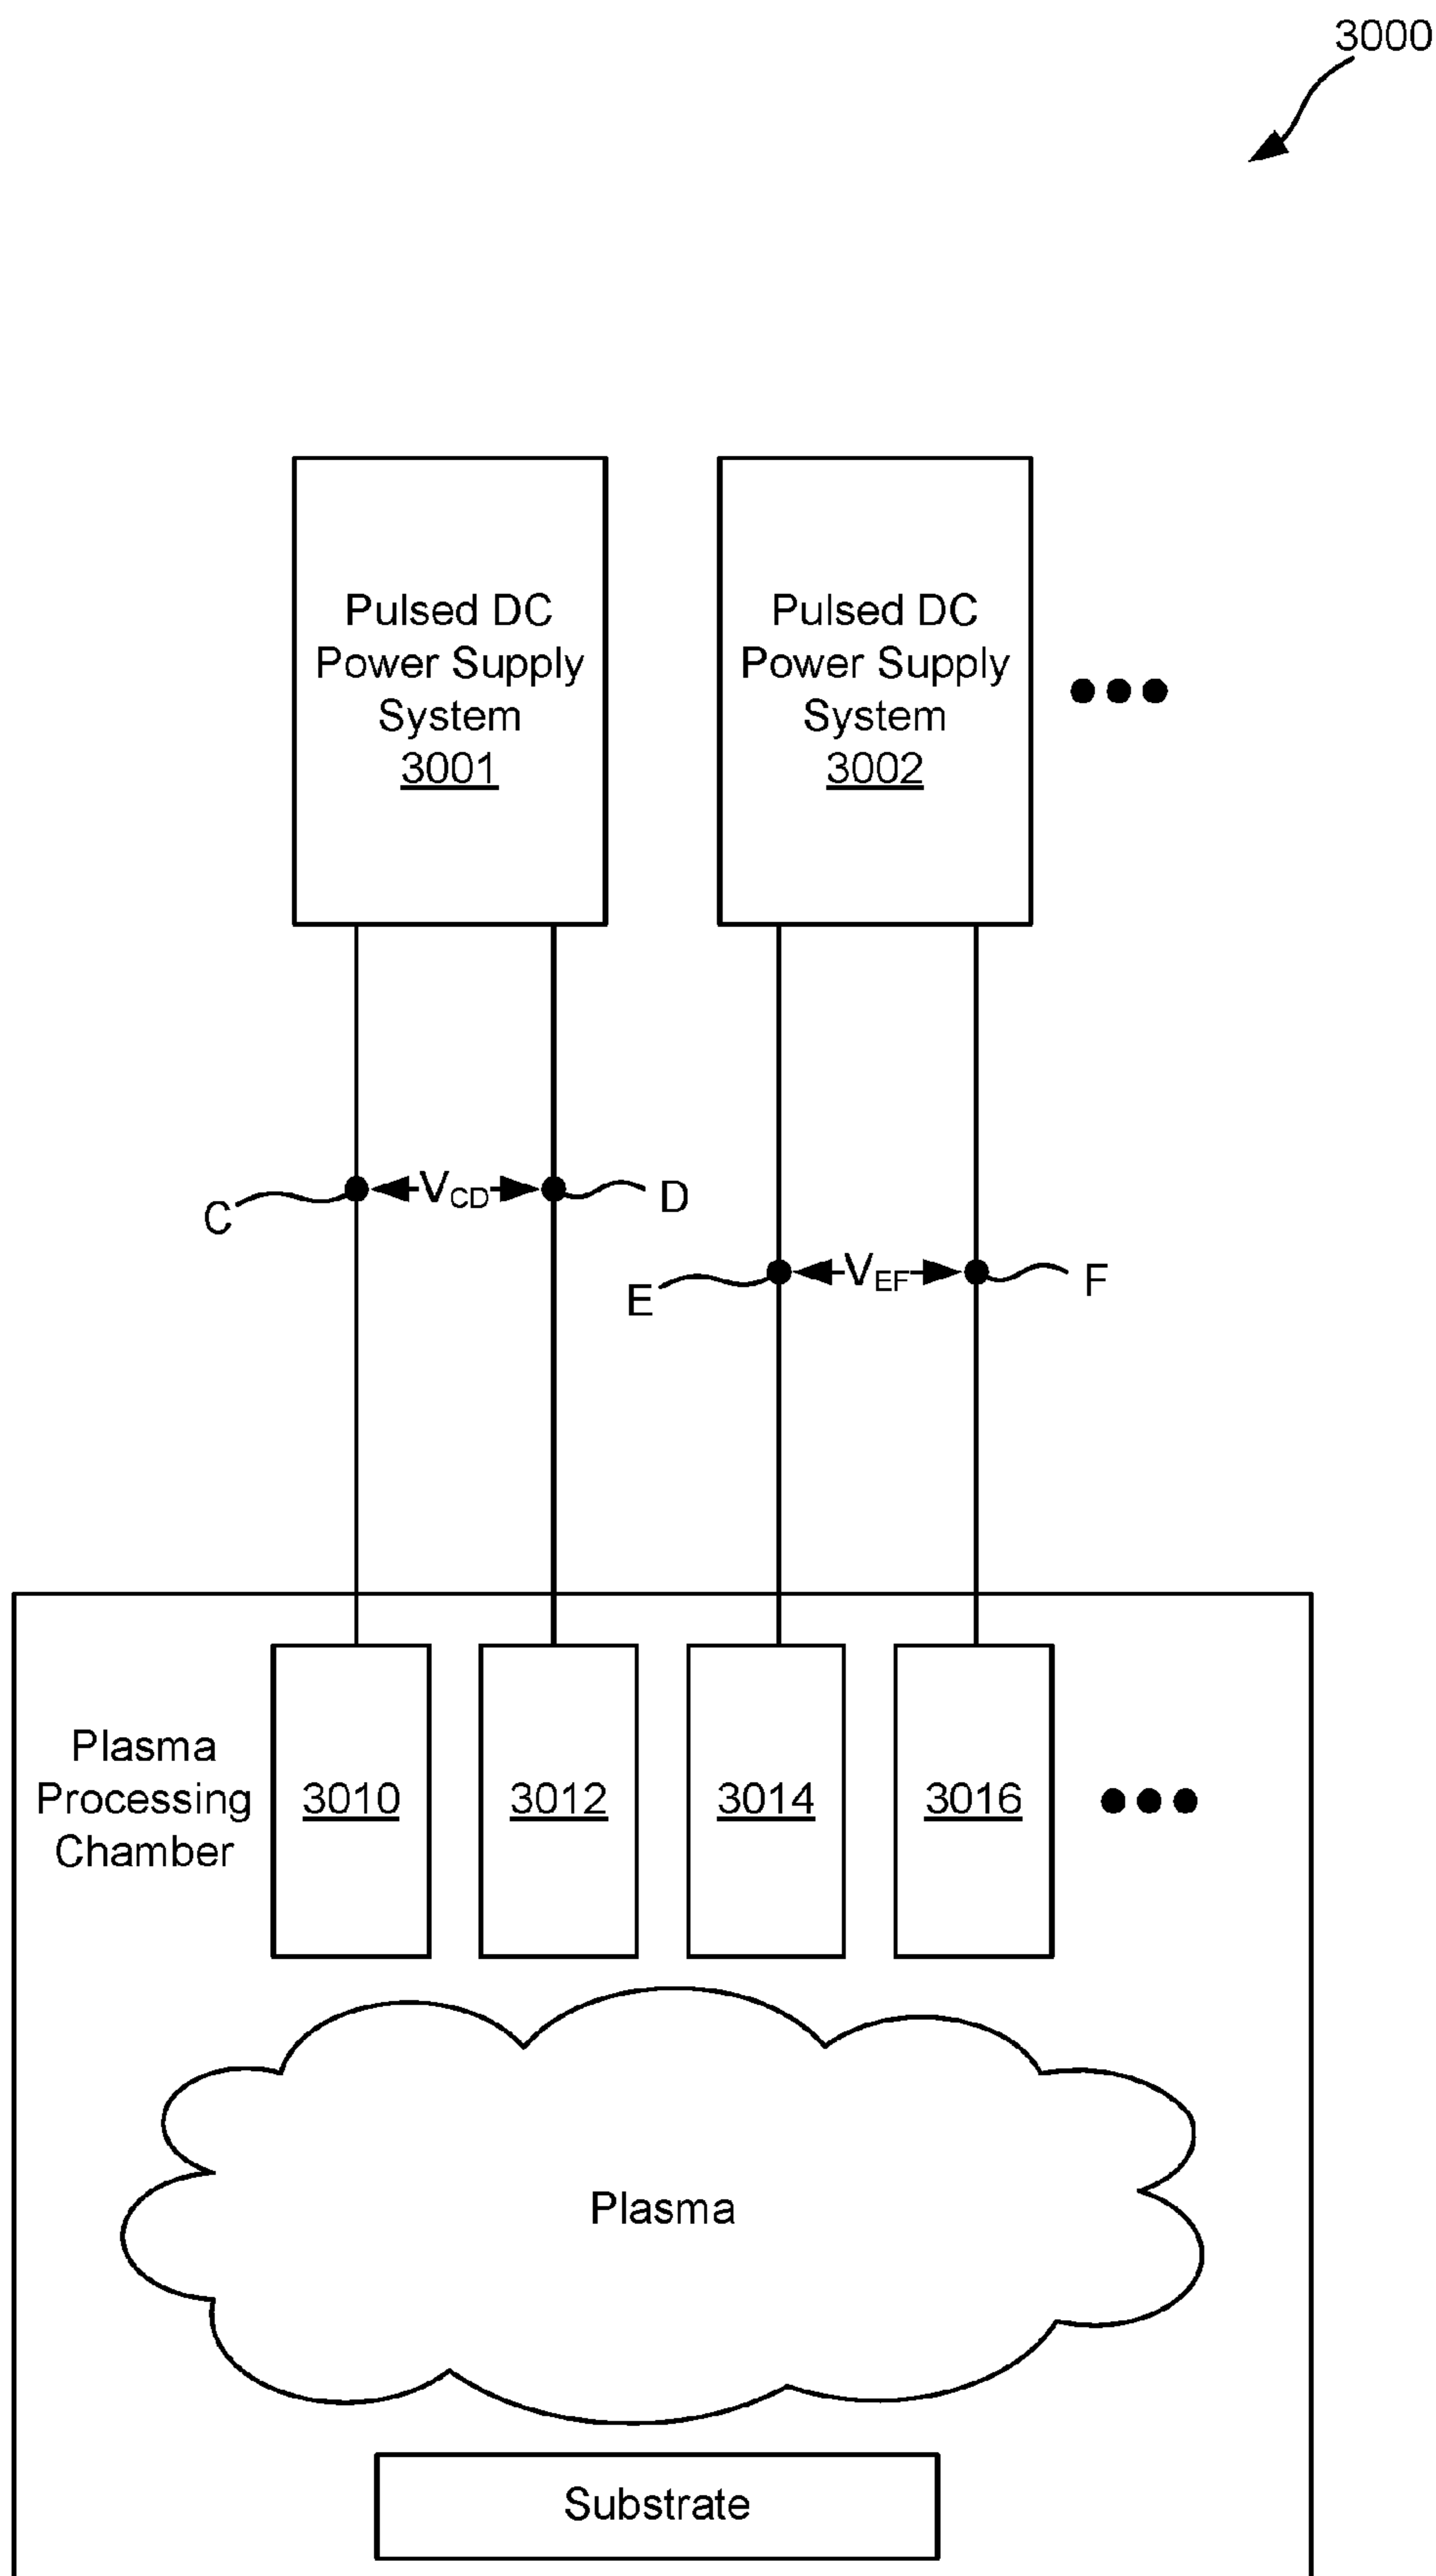 3000
Pulsed DC
Power Supply
System
3001
Pulsed DC
Power Supply
System
3002
C
VCD
D
E
VEF
F
Plasma
Processing
Chamber
3010
3012
3014
3016
Plasma
Substrate